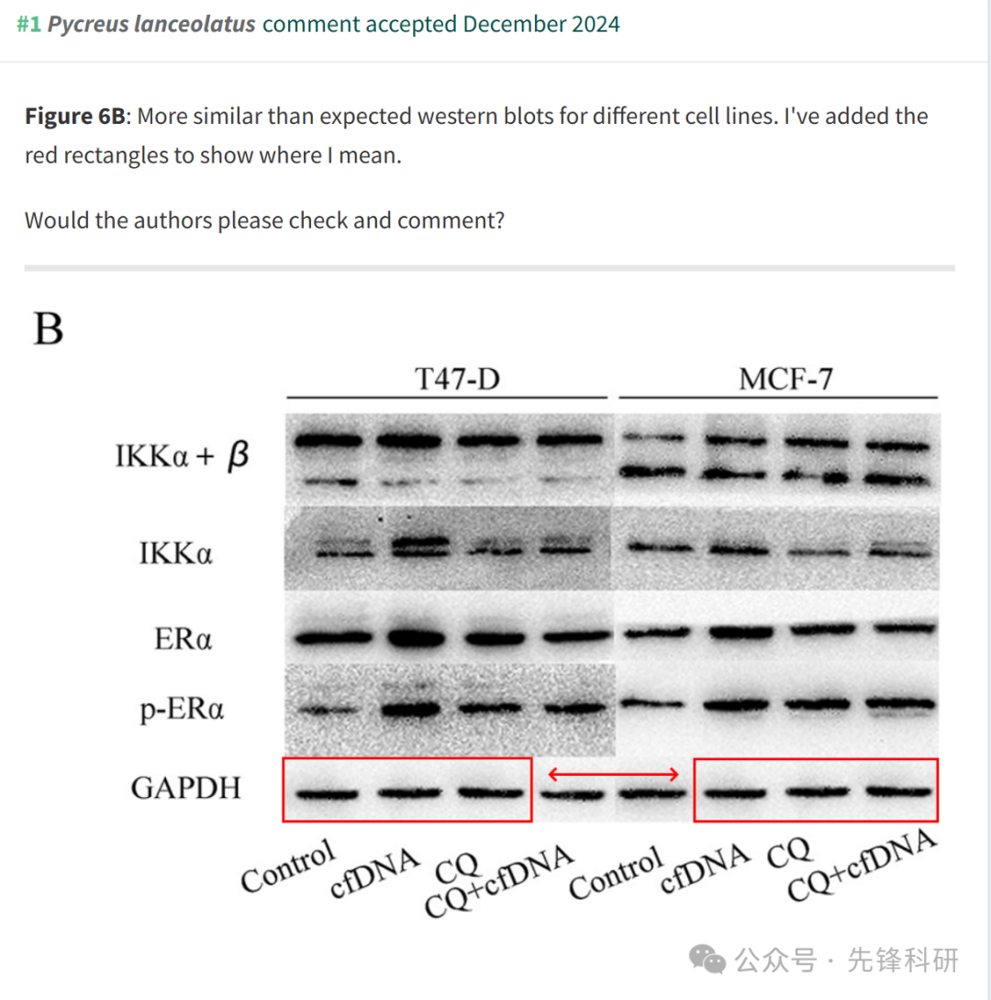 #1 Pycreus lanceolatus comment accepted December 2024
Figure 6B: More similar than expected western blots for different cell lines. I've added the
red rectangles to show where I mean.
Would the authors please check and comment?
B
T47-D MCF-7
IKKα + β
IKKα
ERα
p-ERα
GAPDH
Control cfDNA CQ CQ+cfDNA Control cfDNA CQ CQ+cfDNA
公众号 · 先锋科研